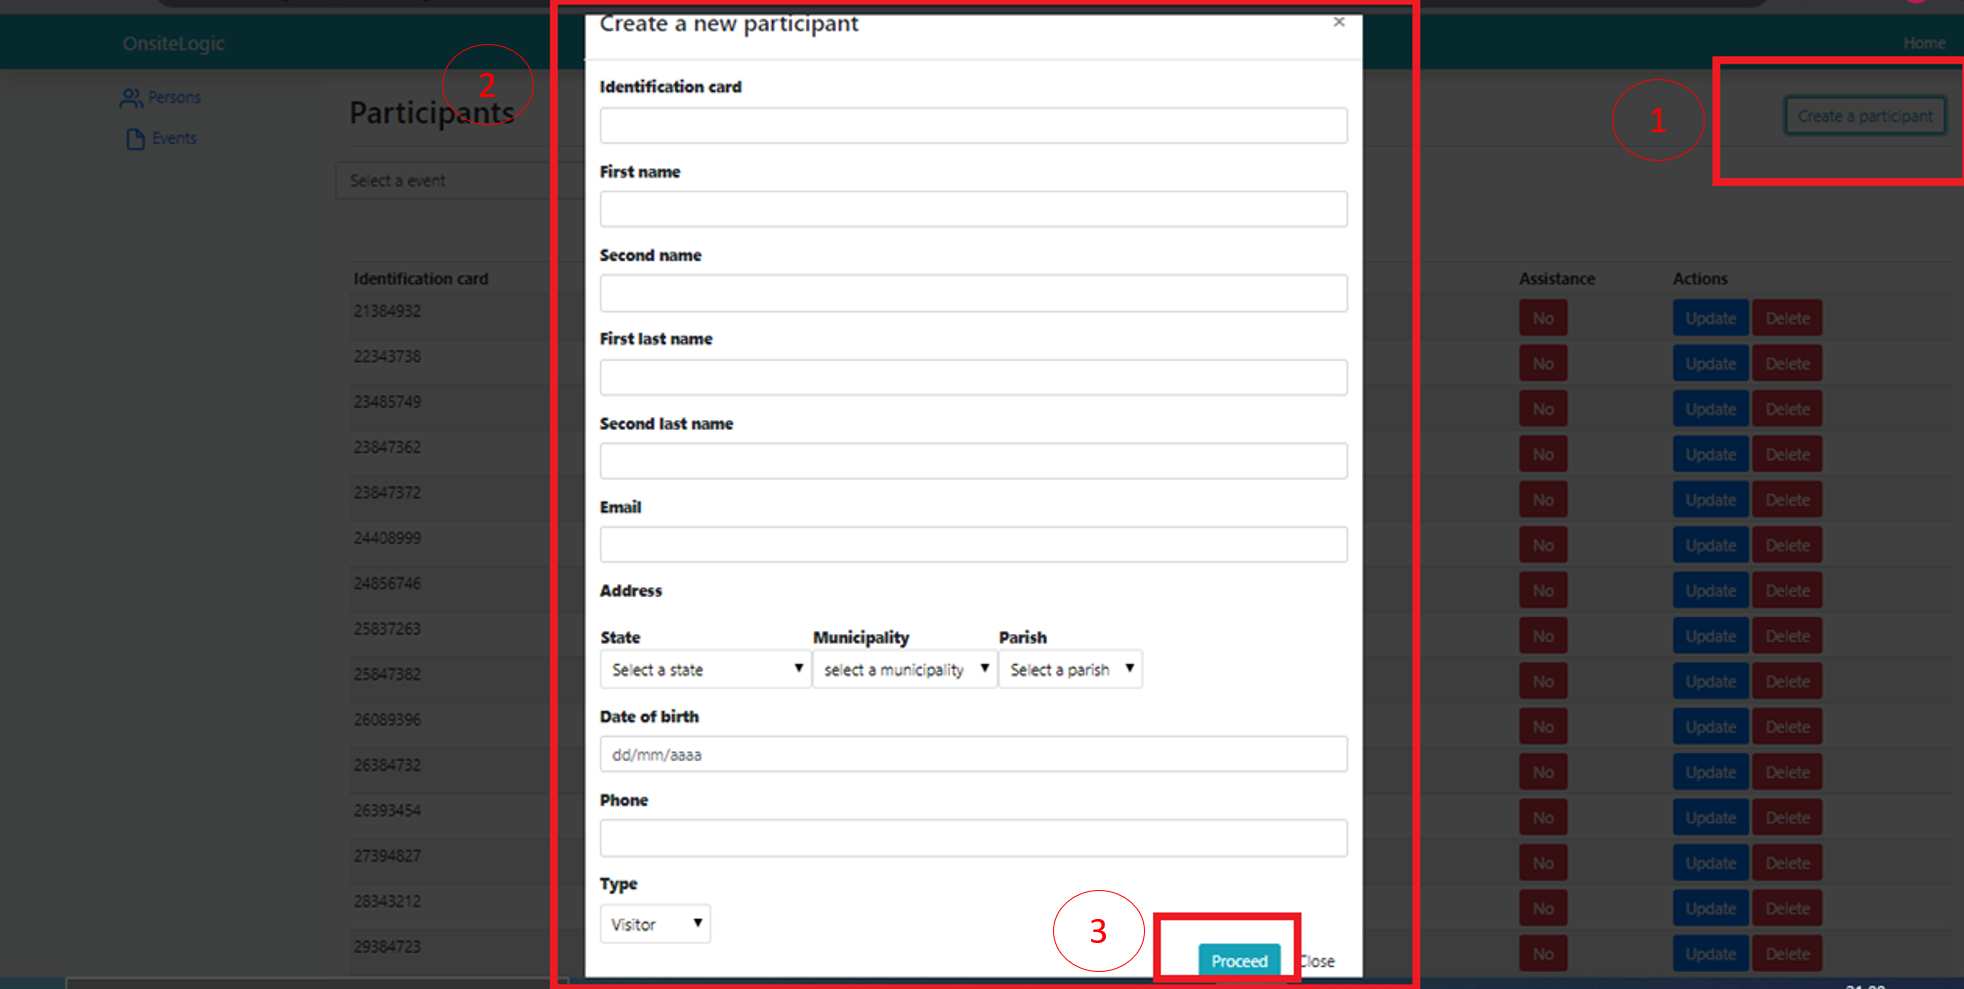 Create a new participant ×
OnsiteLogic
Home
Persons
Events
2
Participants
1
Create a participant
Select a event
Identification card
First name
Second name
First last name
Second last name
Email
Address
State Municipality Parish
Select a state select a municipality Select a parish
Date of birth
dd/mm/aaaa
Phone
Type
Visitor
3
Proceed
Close
Identification card Assistance Actions
21384932 No Update Delete
22343738 No Update Delete
23485749 No Update Delete
23847362 No Update Delete
23847372 No Update Delete
24408999 No Update Delete
24856746 No Update Delete
25837263 No Update Delete
25847382 No Update Delete
26089396 No Update Delete
26384732 No Update Delete
26393454 No Update Delete
27394827 No Update Delete
28343212 No Update Delete
29384723 No Update Delete